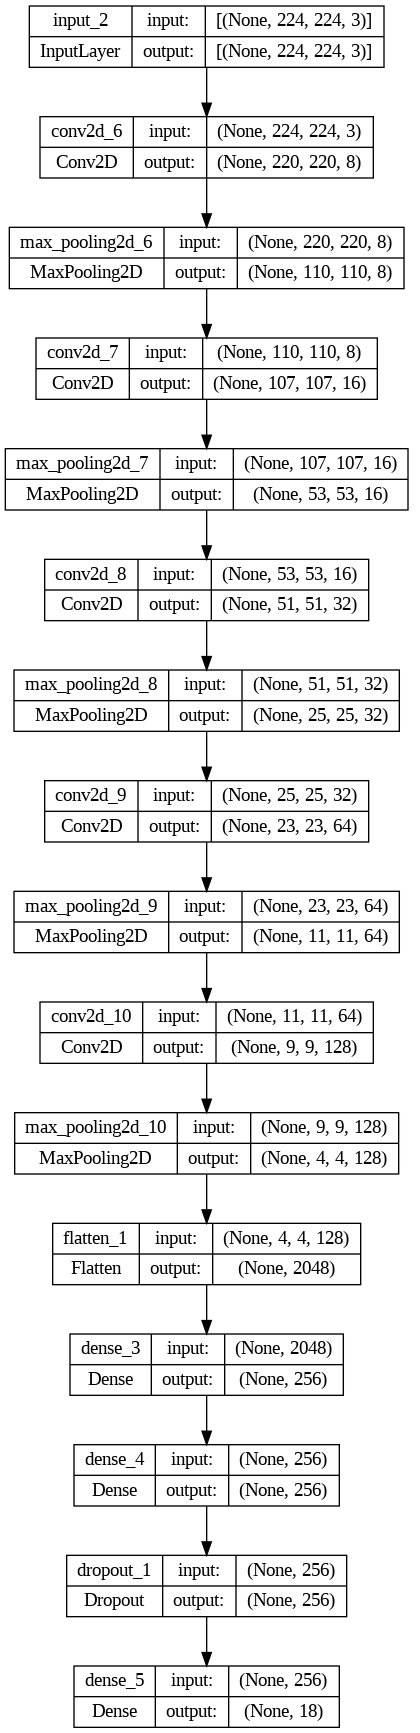 input_2 input: [(None, 224, 224, 3)]
InputLayer output: [(None, 224, 224, 3)]
conv2d_6 input: (None, 224, 224, 3)
Conv2D output: (None, 220, 220, 8)
max_pooling2d_6 input: (None, 220, 220, 8)
MaxPooling2D output: (None, 110, 110, 8)
conv2d_7 input: (None, 110, 110, 8)
Conv2D output: (None, 107, 107, 16)
max_pooling2d_7 input: (None, 107, 107, 16)
MaxPooling2D output: (None, 53, 53, 16)
conv2d_8 input: (None, 53, 53, 16)
Conv2D output: (None, 51, 51, 32)
max_pooling2d_8 input: (None, 51, 51, 32)
MaxPooling2D output: (None, 25, 25, 32)
conv2d_9 input: (None, 25, 25, 32)
Conv2D output: (None, 23, 23, 64)
max_pooling2d_9 input: (None, 23, 23, 64)
MaxPooling2D output: (None, 11, 11, 64)
conv2d_10 input: (None, 11, 11, 64)
Conv2D output: (None, 9, 9, 128)
max_pooling2d_10 input: (None, 9, 9, 128)
MaxPooling2D output: (None, 4, 4, 128)
flatten_1 input: (None, 4, 4, 128)
Flatten output: (None, 2048)
dense_3 input: (None, 2048)
Dense output: (None, 256)
dense_4 input: (None, 256)
Dense output: (None, 256)
dropout_1 input: (None, 256)
Dropout output: (None, 256)
dense_5 input: (None, 256)
Dense output: (None, 18)